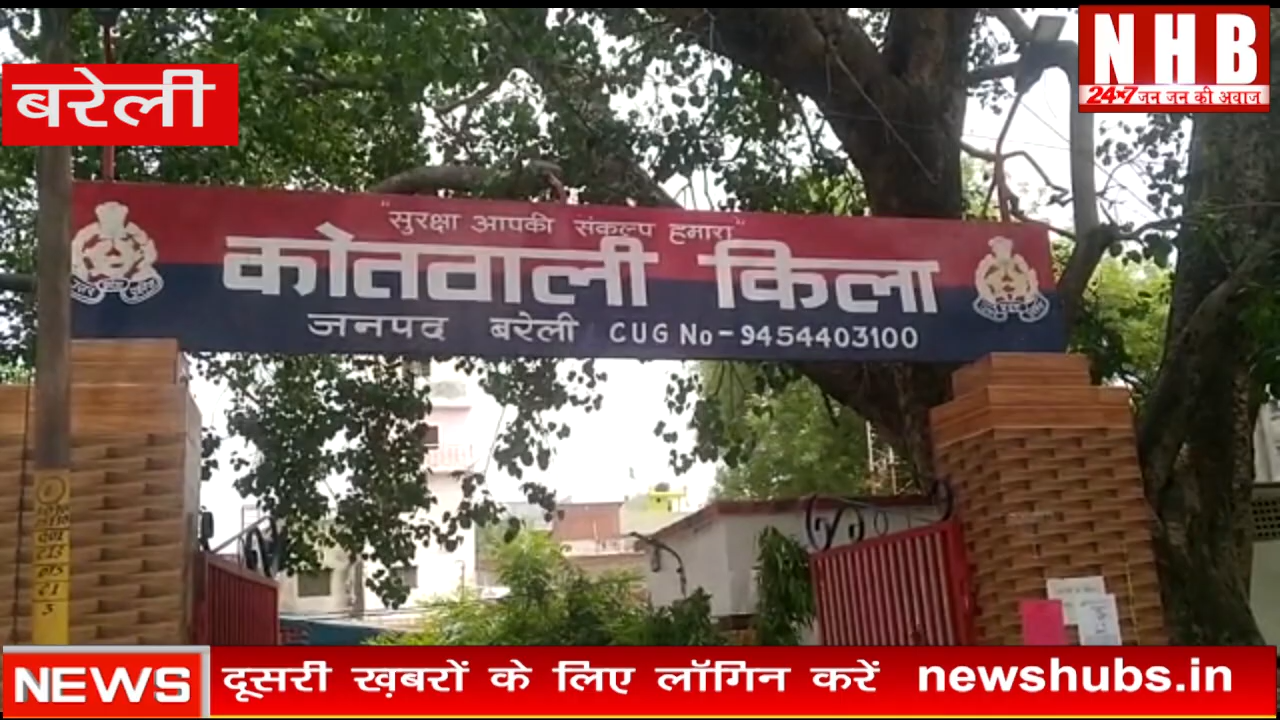 NHB
24×7 जन जन की अवाज
बरेली
"सुरक्षा आपकी संकल्प हमारा"
कोतवाली किला
जनपद बरेली CUG No-9454403100
NEWS
दूसरी ख़बरों के लिए लॉगिन करें newshubs.in